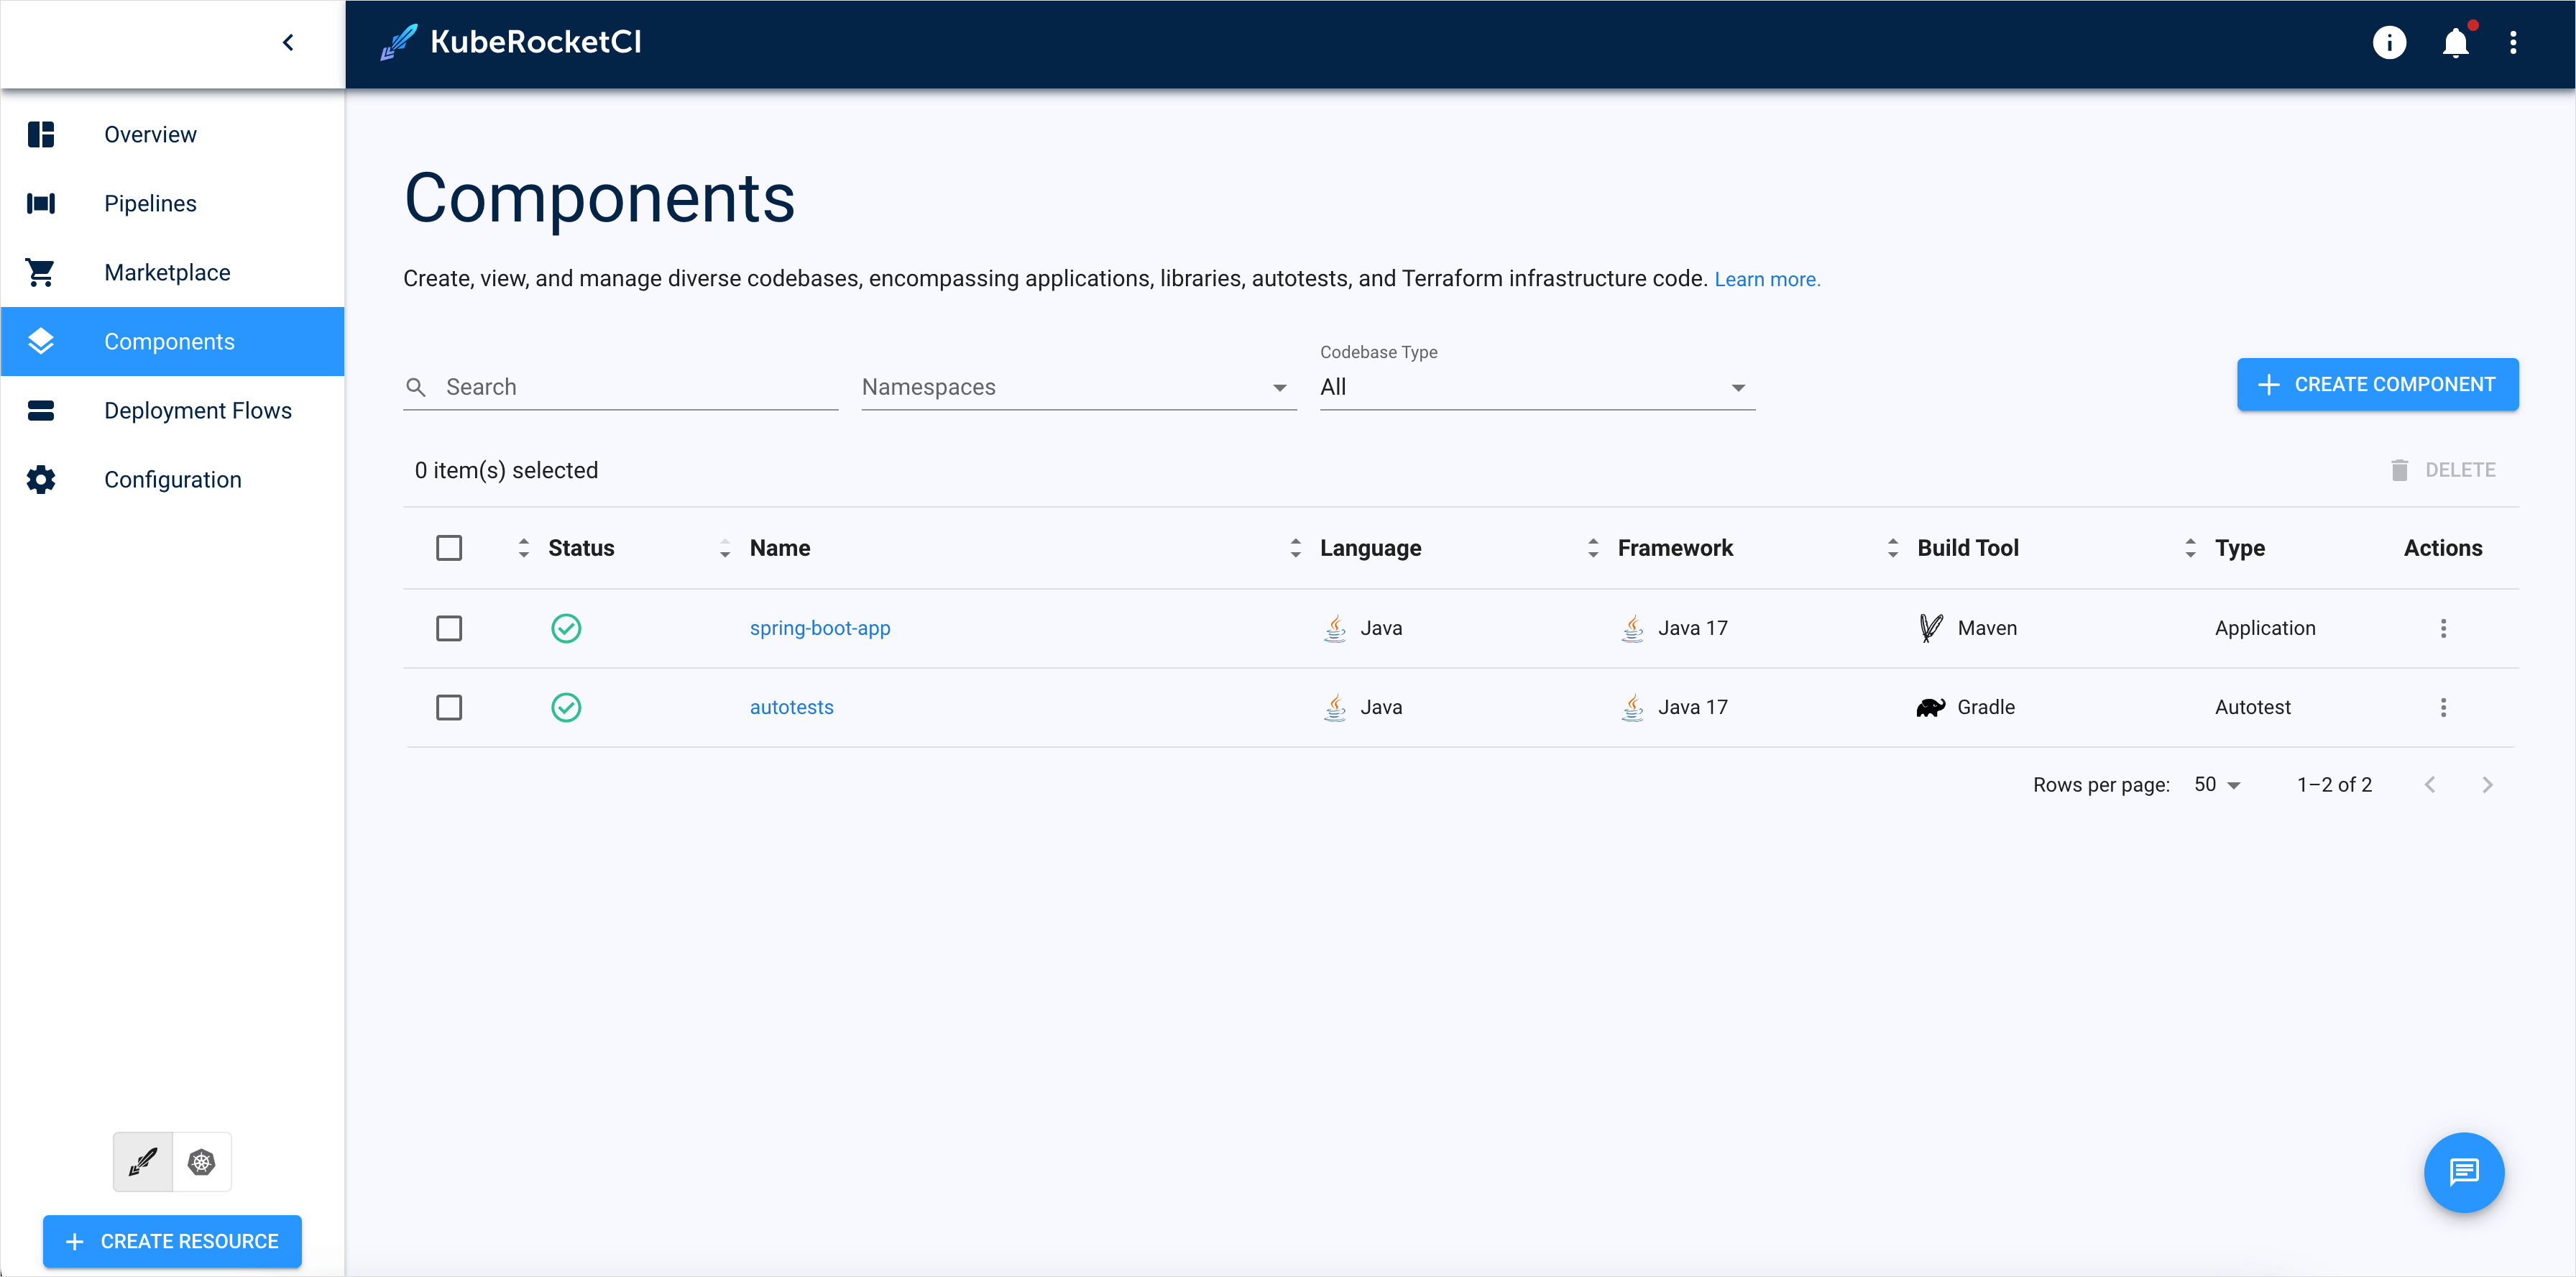 KubeRocketCI
Overview
Pipelines
Marketplace
Components
Deployment Flows
Configuration
CREATE RESOURCE
Components
Create, view, and manage diverse codebases, encompassing applications, libraries, autotests, and Terraform infrastructure code. Learn more.
Search
Namespaces
Codebase Type
All
CREATE COMPONENT
0 item(s) selected
DELETE
Status Name Language Framework Build Tool Type Actions
spring-boot-app Java Java 17 Maven Application
autotests Java Java 17 Gradle Autotest
Rows per page: 50 1–2 of 2